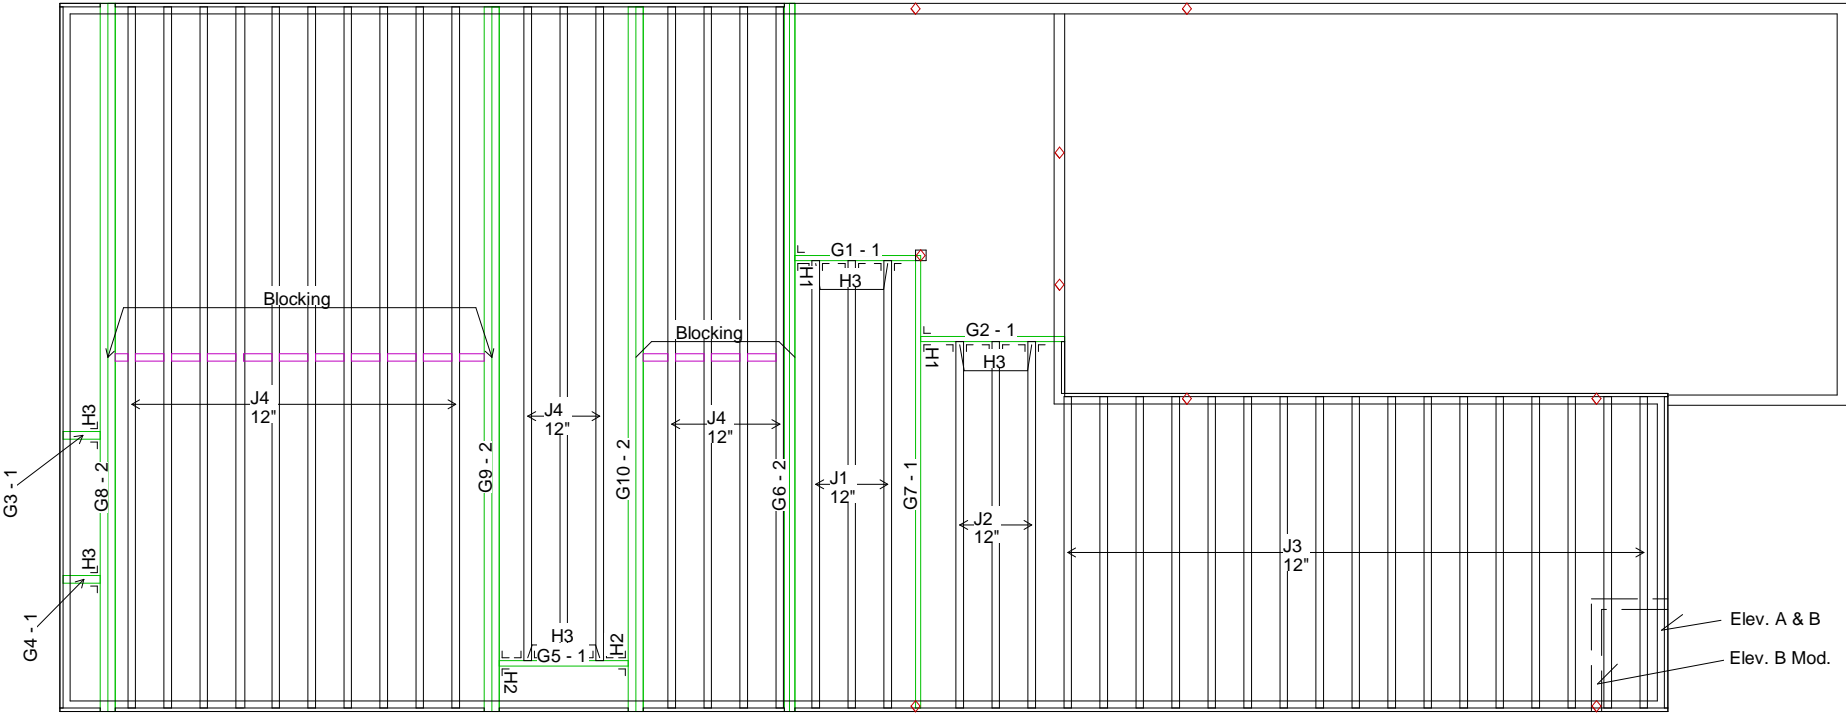 G1 - 1
H1
H3
Blocking
Blocking
G2 - 1
H1
H3
J4
12"
H3
J4
12"
J4
12"
G3 - 1
G8 - 2
G9 - 2
G10 - 2
G6 - 2
J1
12"
G7 - 1
J2
12"
J3
12"
H3
G4 - 1
H3
G5 - 1
H2
H2
Elev. A & B
Elev. B Mod.